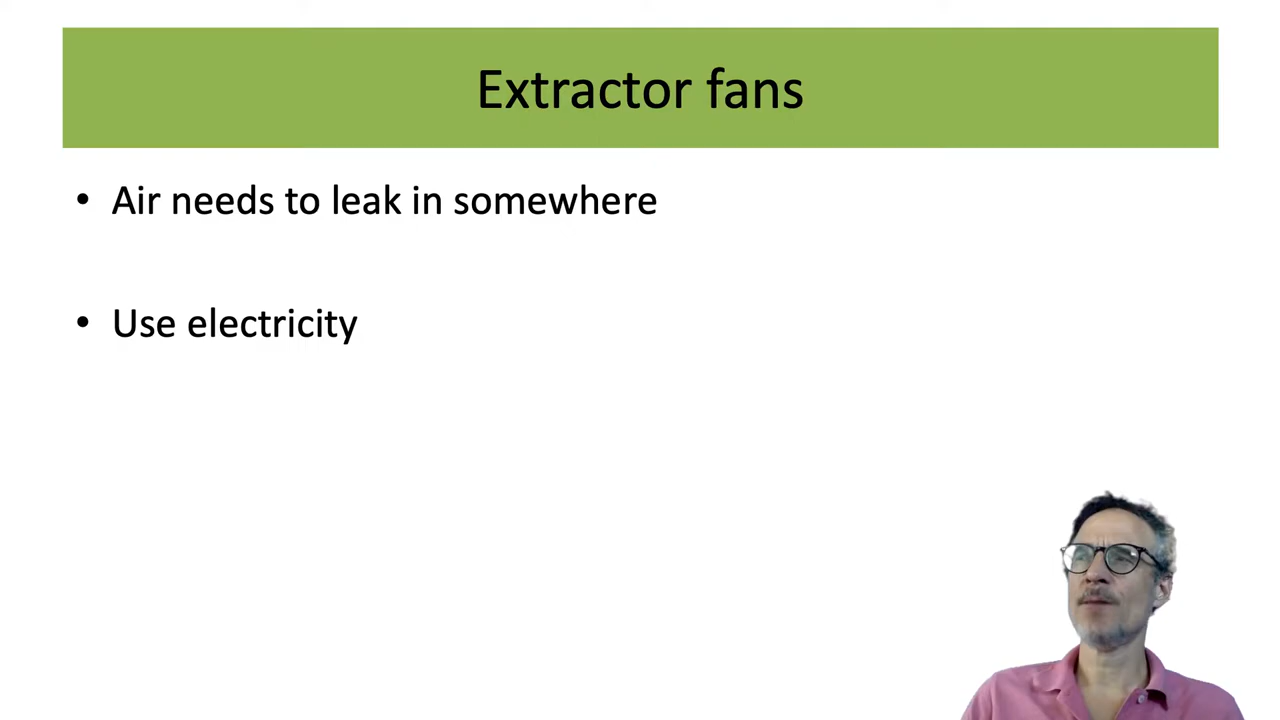 Extractor fans
• Air needs to leak in somewhere
• Use electricity